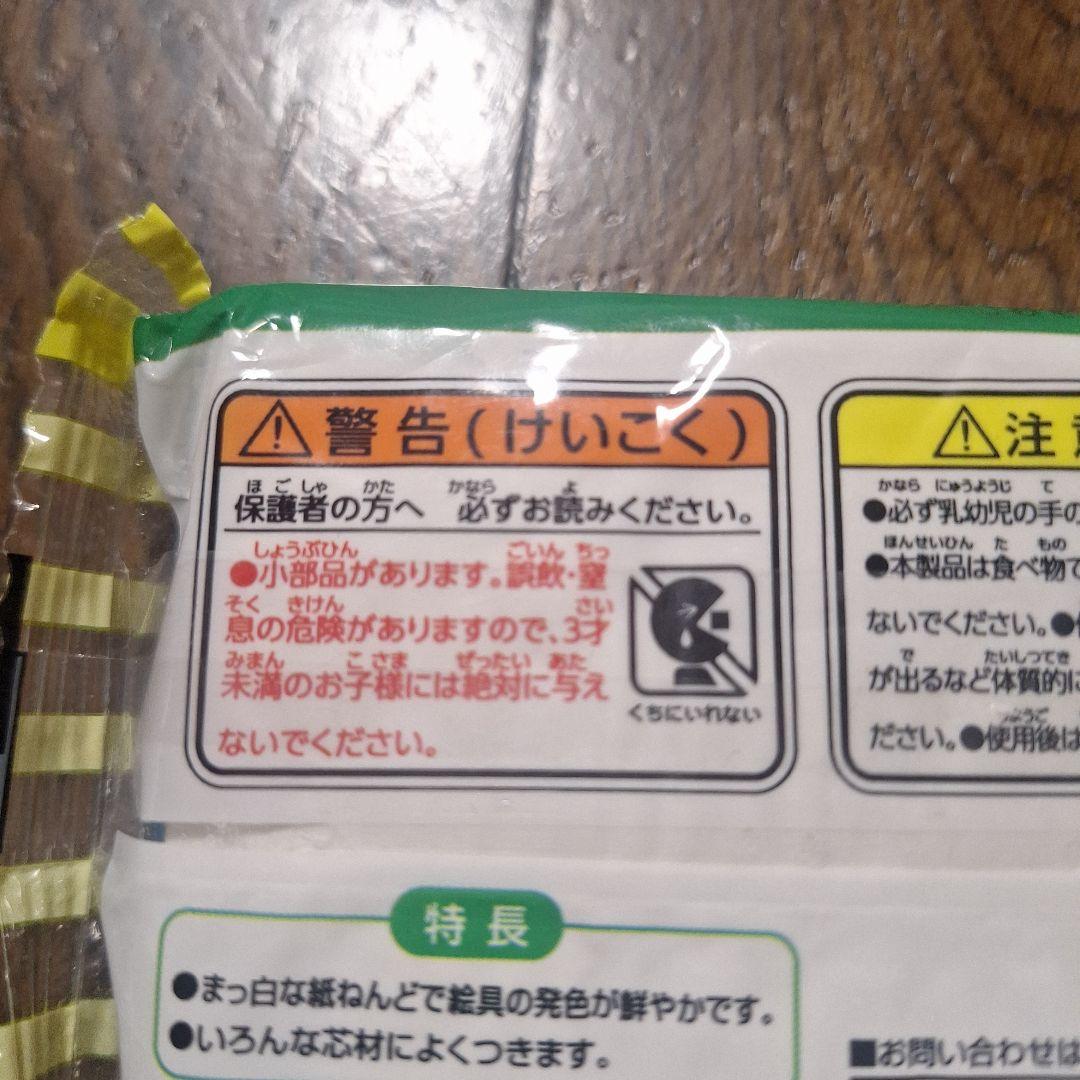 警告(けいこく)
ほごしゃ かた かなら よ
保護者の方へ 必ずお読みください。
しょうぶひん ごいん ちっ
●小部品があります。誤飲・窒
そく きけん さい
息の危険がありますので、3才
みまん こさま ぜったい あた
未満のお子様には絶対に与え
ないでください。
くちにいれない
注意
かなら にゅうようじ て
●必ず乳幼児の手の
ほんせいひん た もの
●本製品は食べ物で
ないでください。●
で たいしつてき
が出るなど体質的に
しようご
ださい。●使用後は
特長
●まっ白な紙ねんどで絵具の発色が鮮やかです。
●いろんな芯材によくつきます。
■お問い合わせは